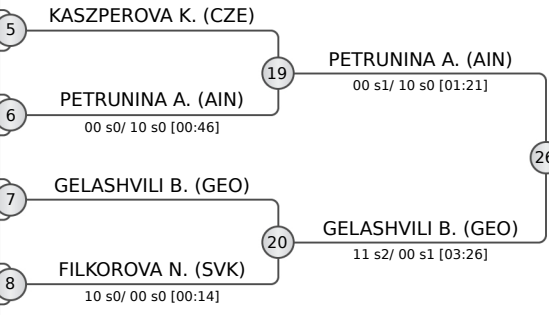 5
KASZPEROVA K. (CZE)
19
PETRUNINA A. (AIN)
00 s1/ 10 s0 [01:21]
6
PETRUNINA A. (AIN)
00 s0/ 10 s0 [00:46]
26
7
GELASHVILI B. (GEO)
20
GELASHVILI B. (GEO)
11 s2/ 00 s1 [03:26]
8
FILKOROVA N. (SVK)
10 s0/ 00 s0 [00:14]